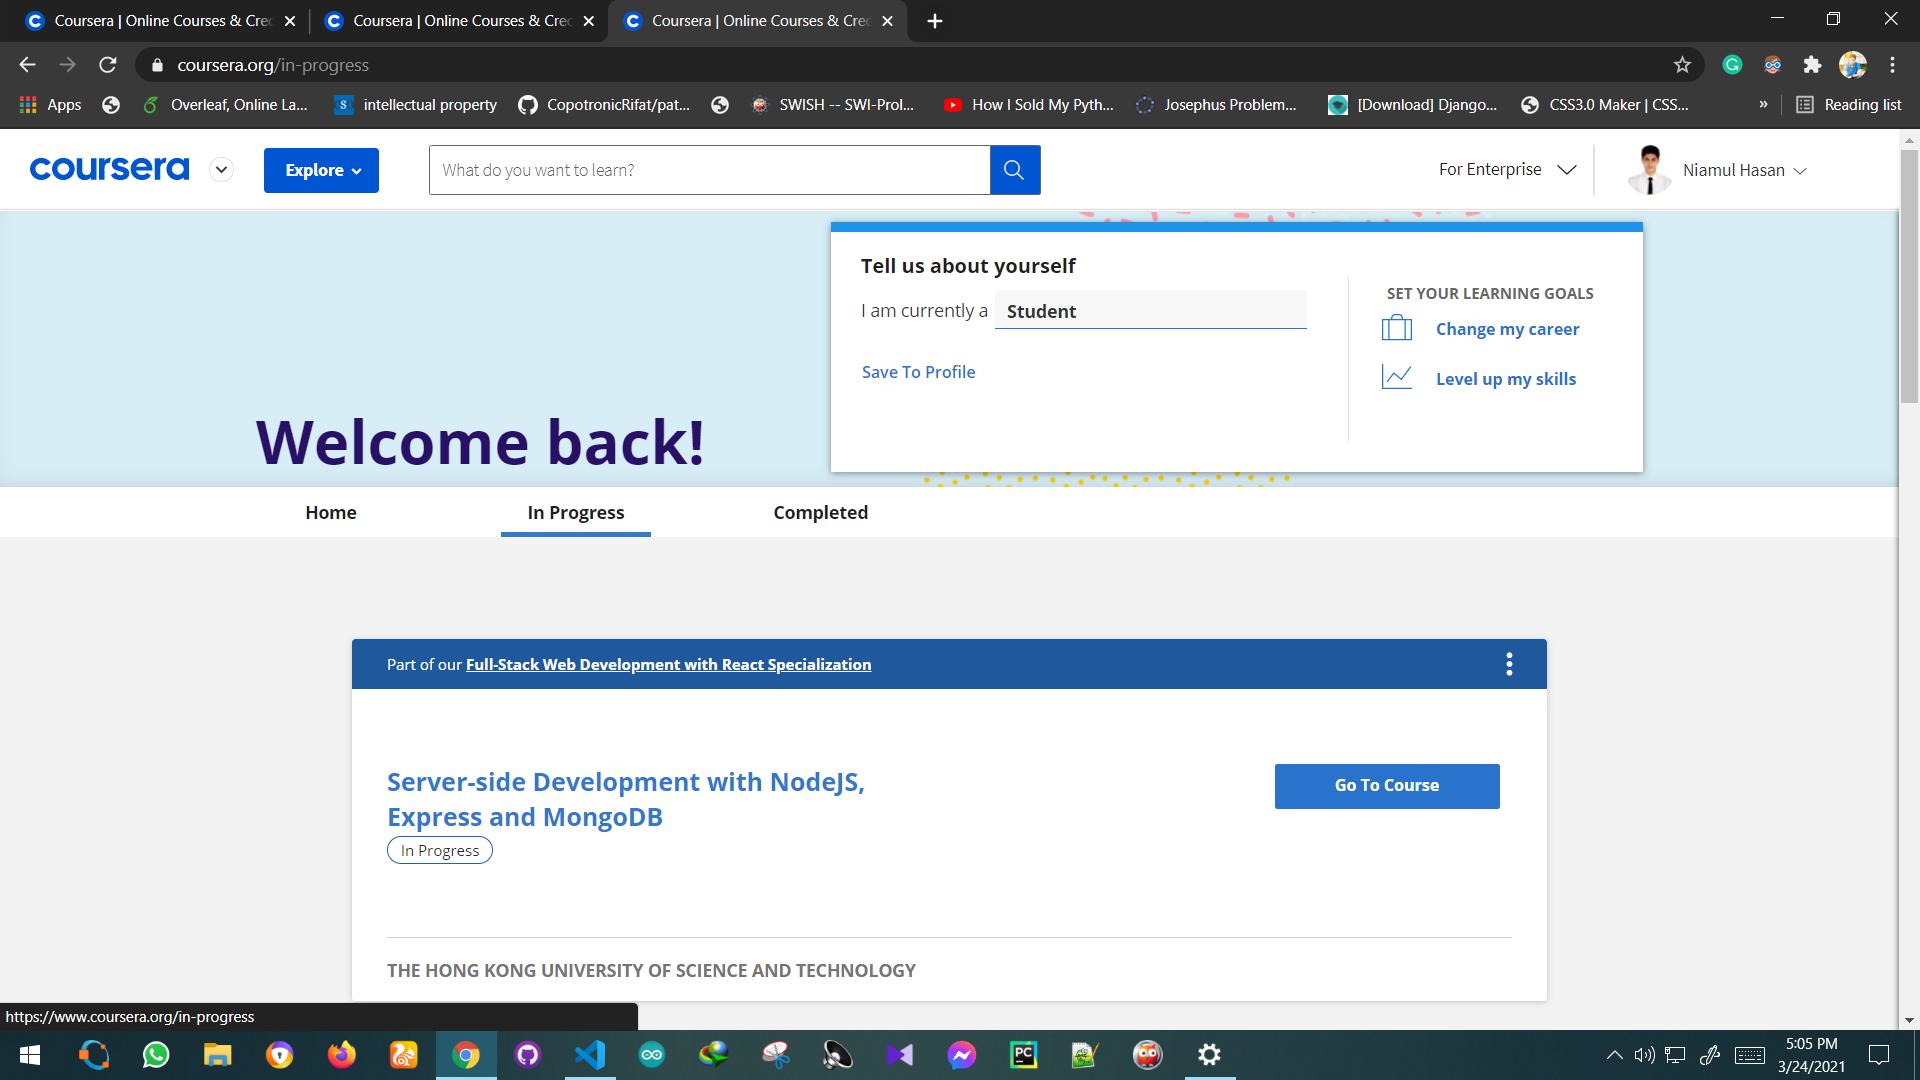 Coursera | Online Courses & Cred
Coursera | Online Courses & Cred
Coursera | Online Courses & Cred
coursera.org/in-progress
Apps
Overleaf, Online La...
intellectual property
CopotronicRifat/pat...
SWISH -- SWI-Prol...
How I Sold My Pyth...
Josephus Problem...
[Download] Django...
CSS3.0 Maker | CSS...
»
Reading list
coursera
Explore
What do you want to learn?
For Enterprise
Niamul Hasan
Tell us about yourself
I am currently a Student
Save To Profile
SET YOUR LEARNING GOALS
Change my career
Level up my skills
Welcome back!
Home
In Progress
Completed
Part of our Full-Stack Web Development with React Specialization
Server-side Development with NodeJS,
Express and MongoDB
In Progress
Go To Course
THE HONG KONG UNIVERSITY OF SCIENCE AND TECHNOLOGY
https://www.coursera.org/in-progress
PC
5:05 PM
3/24/2021